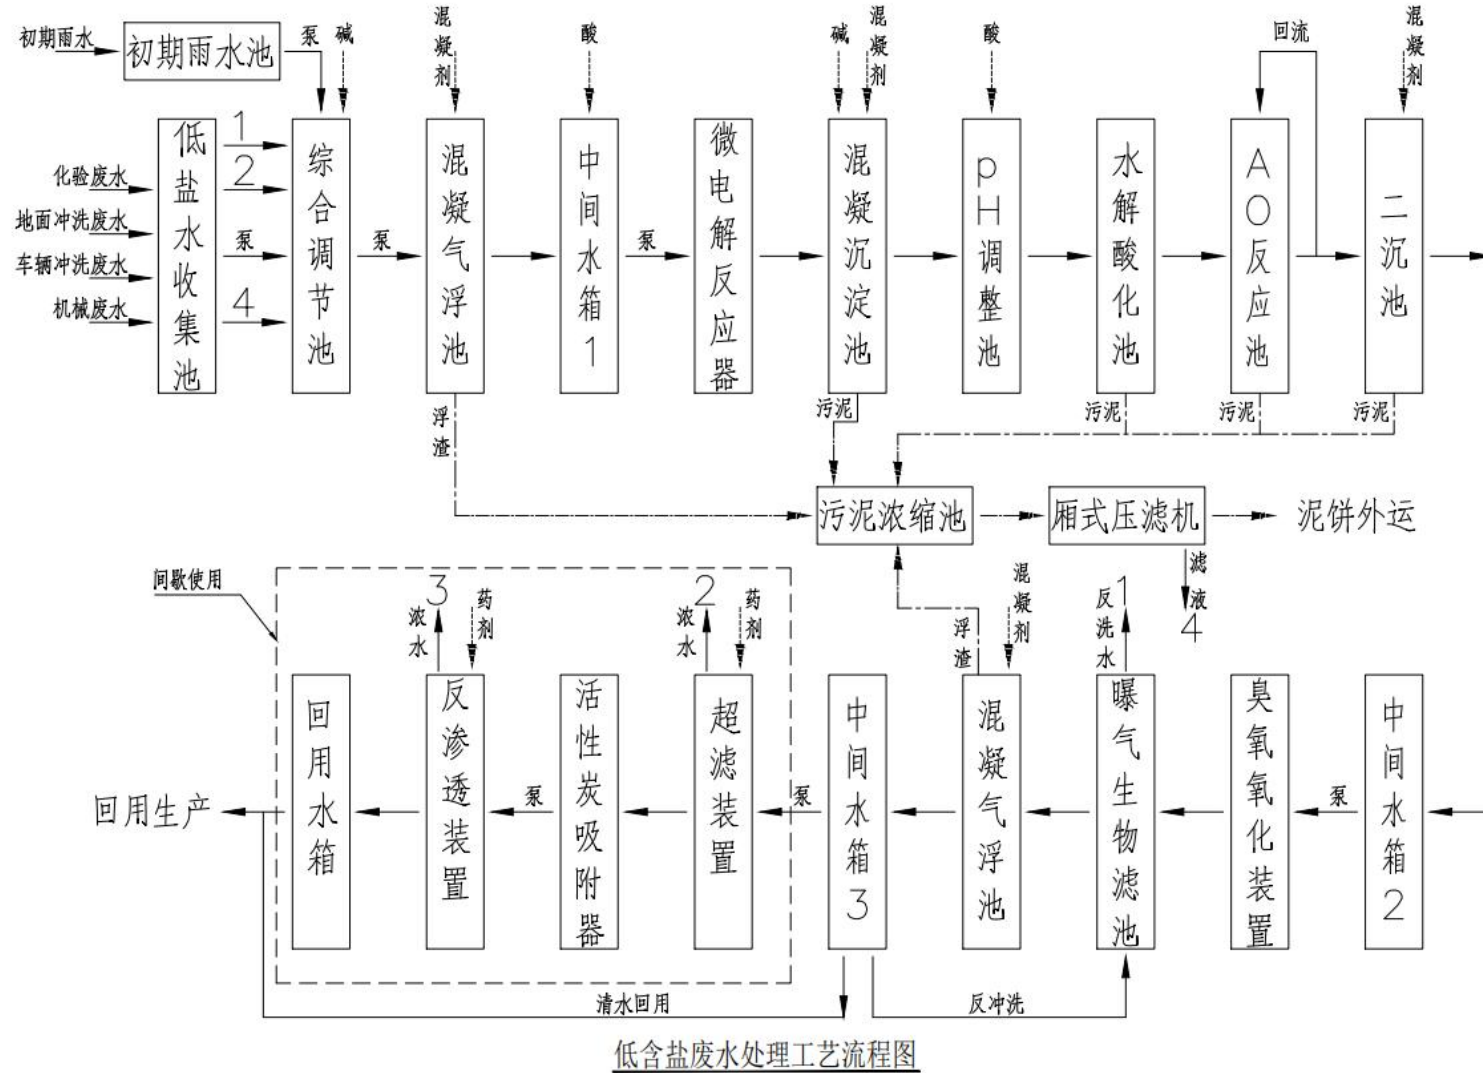 初期雨水
初期雨水池
泵
碱
混凝剂
酸
碱
混凝剂
酸
回流
混凝剂
化验废水
地面冲洗废水
车辆冲洗废水
机械废水
低盐水收集池
1
2
泵
4
综合调节池
泵
混凝气浮池
中间水箱1
泵
微电解反应器
混凝沉淀池
pH调整池
水解酸化池
AO反应池
二沉池
浮渣
污泥
污泥
污泥
污泥
污泥浓缩池
厢式压滤机
泥饼外运
滤液
4
间歇使用
3
浓水
药剂
2
浓水
药剂
浮渣
混凝剂
反洗水
1
回用生产
回用水箱
反渗透装置
泵
活性炭吸附器
超滤装置
泵
中间水箱3
混凝气浮池
曝气生物滤池
臭氧氧化装置
泵
中间水箱2
清水回用
反冲洗
低含盐废水处理工艺流程图